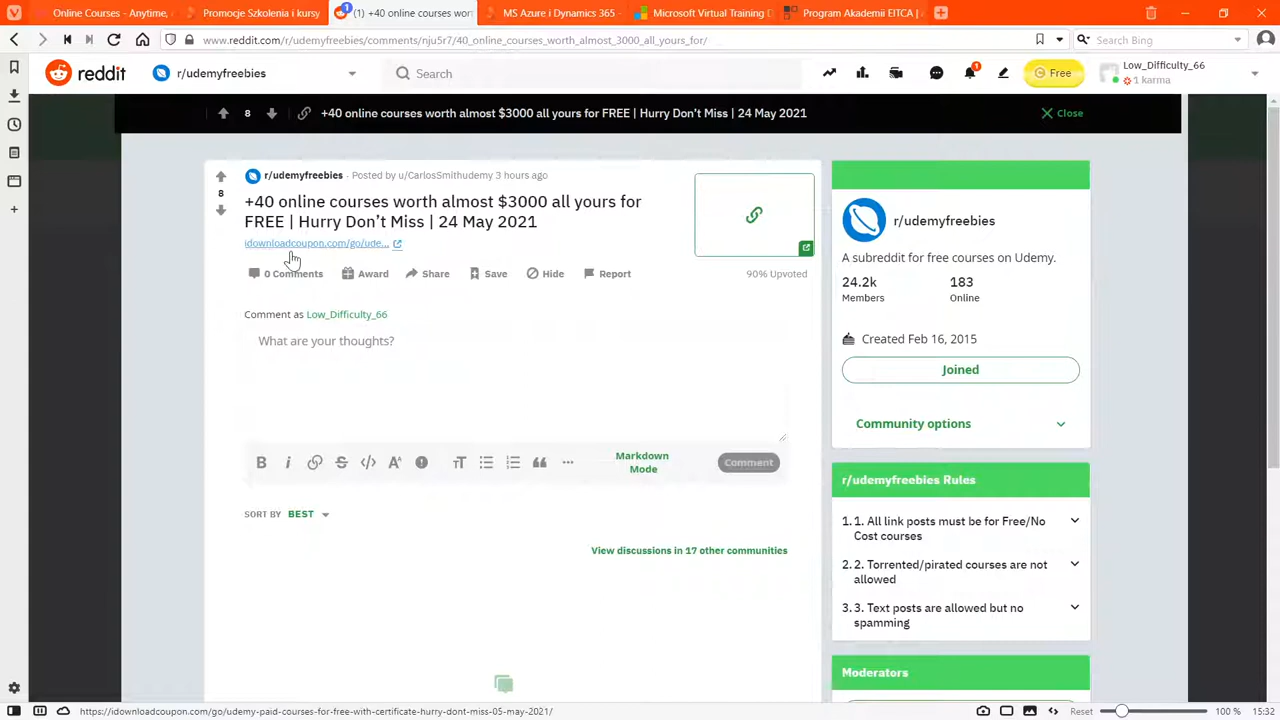 Online Courses - Anytime,
Promocje Szkolenia i kursy
(1) +40 online courses wor
MS Azure i Dynamics 365
Microsoft Virtual Training D
Program Akademii EITCA |
www.reddit.com/r/udemyfreebies/comments/nju5r7/40_online_courses_worth_almost_3000_all_yours_for/
Search Bing
reddit
r/udemyfreebies
Search
1
Free
Low_Difficulty_66
1 karma
8
+40 online courses worth almost $3000 all yours for FREE | Hurry Don't Miss | 24 May 2021
Close
r/udemyfreebies · Posted by u/CarlosSmithudemy 3 hours ago
8
+40 online courses worth almost $3000 all yours for
FREE | Hurry Don't Miss | 24 May 2021
idownloadcoupon.com/go/ude...
0 Comments
Award
Share
Save
Hide
Report
90% Upvoted
Comment as Low_Difficulty_66
What are your thoughts?
Markdown
Mode
Comment
SORT BY BEST
View discussions in 17 other communities
r/udemyfreebies
A subreddit for free courses on Udemy.
24.2k
183
Members
Online
Created Feb 16, 2015
Joined
Community options
r/udemyfreebies Rules
1. 1. All link posts must be for Free/No
Cost courses
2. 2. Torrented/pirated courses are not
allowed
3. 3. Text posts are allowed but no
spamming
Moderators
https://idownloadcoupon.com/go/udemy-paid-courses-for-free-with-certificate-hurry-dont-miss-05-may-2021/
Reset
100 %
15:32